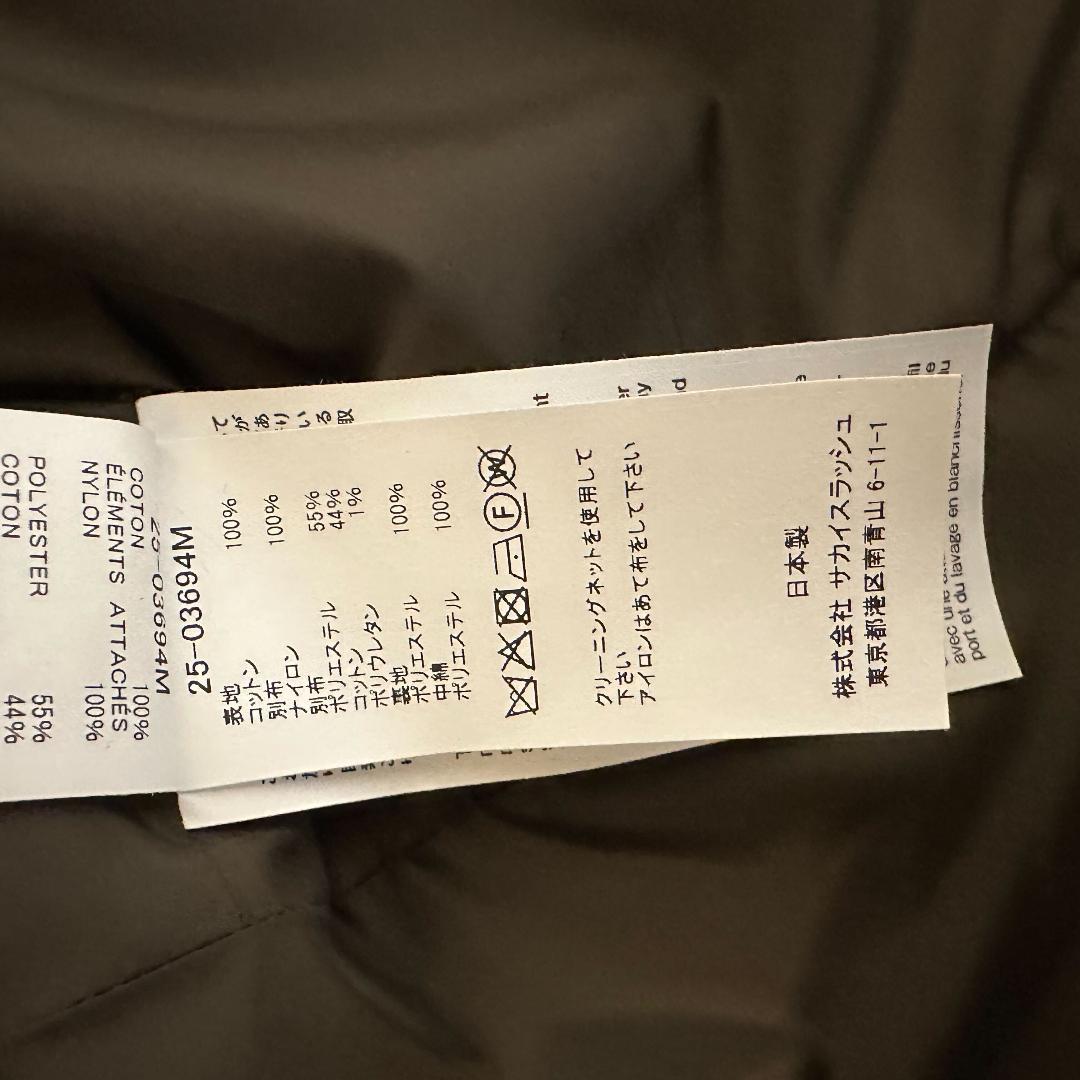 25-03694M
表地
コットン 100%
別布
ナイロン 100%
別布
ポリエステル 55%
コットン 44%
ポリウレタン 1%
裏地
ポリエステル 100%
中綿
ポリエステル 100%
F W
クリーニングネットを使用して
下さい
アイロンはあて布をして下さい
日本製
株式会社 サカイスラッシュ
東京都港区南青山 6-11-1
25-03694M
COTON 100%
ÉLÉMENTS ATTACHÉS
NYLON 100%
POLYESTER 55%
COTON 44%
avec une
port et du lavage en